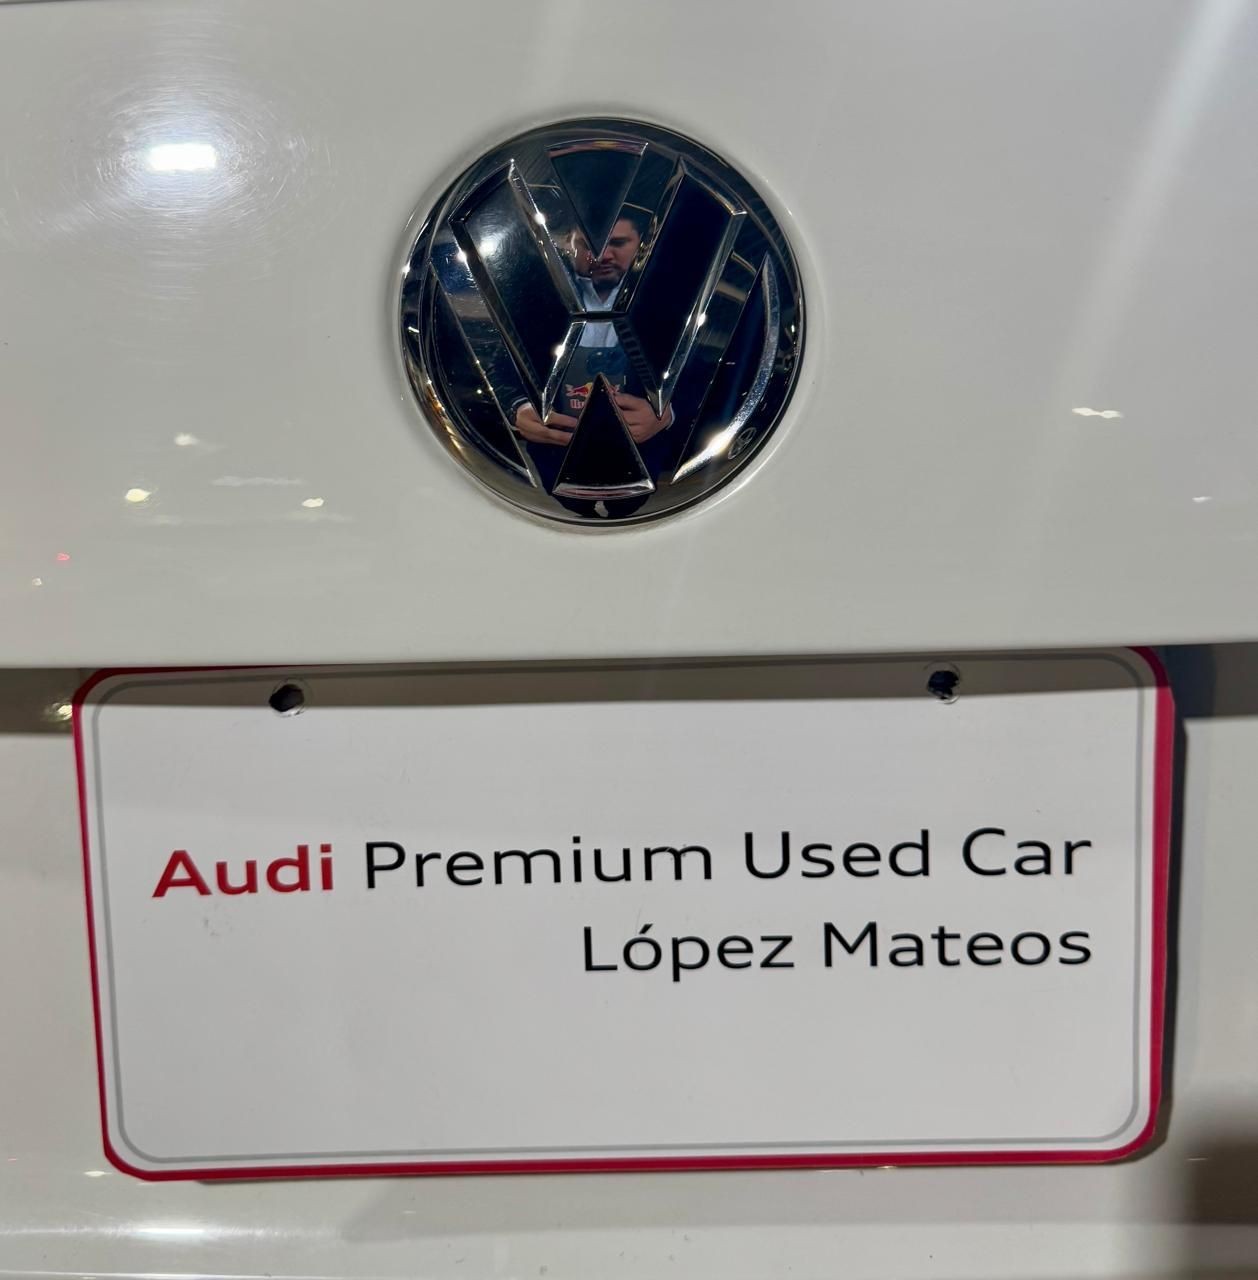 Audi Premium Used Car
López Mateos